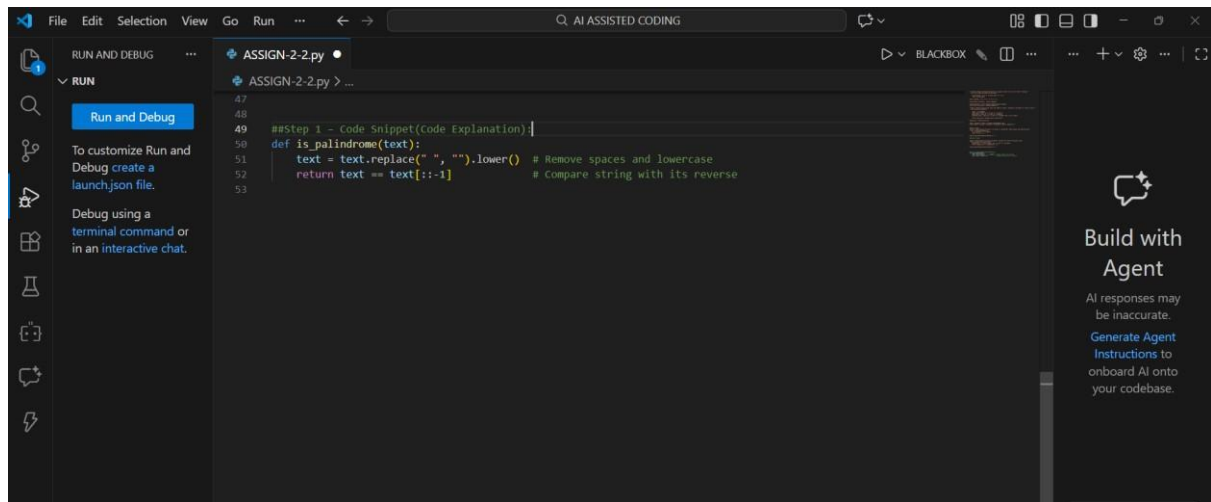 File Edit Selection View Go Run ··· ← → AI ASSISTED CODING
RUN AND DEBUG ···
RUN
Run and Debug
To customize Run and
Debug create a
launch.json file.
Debug using a
terminal command or
in an interactive chat.
1
ASSIGN-2-2.py ●
BLACKBOX
ASSIGN-2-2.py > ...
47
48
49 ##Step 1 – Code Snippet(Code Explanation):
50 def is_palindrome(text):
51 text = text.replace(" ", "").lower() # Remove spaces and lowercase
52 return text == text[::-1] # Compare string with its reverse
53
Build with
Agent
AI responses may
be inaccurate.
Generate Agent
Instructions to
onboard AI onto
your codebase.